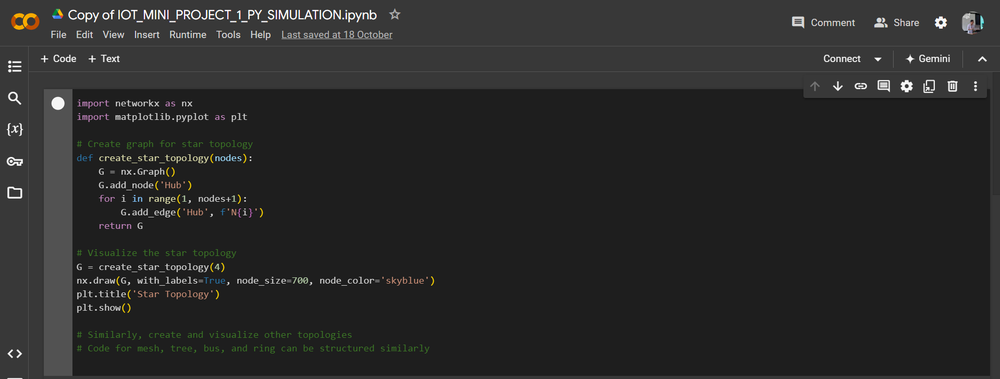 Copy of IOT_MINI_PROJECT_1_PY_SIMULATION.ipynb
File Edit View Insert Runtime Tools Help Last saved at 18 October
Comment Share
+ Code + Text
Connect Gemini
{x}
import networkx as nx
import matplotlib.pyplot as plt

# Create graph for star topology
def create_star_topology(nodes):
    G = nx.Graph()
    G.add_node('Hub')
    for i in range(1, nodes+1):
        G.add_edge('Hub', f'N{i}')
    return G

# Visualize the star topology
G = create_star_topology(4)
nx.draw(G, with_labels=True, node_size=700, node_color='skyblue')
plt.title('Star Topology')
plt.show()

# Similarly, create and visualize other topologies
# Code for mesh, tree, bus, and ring can be structured similarly